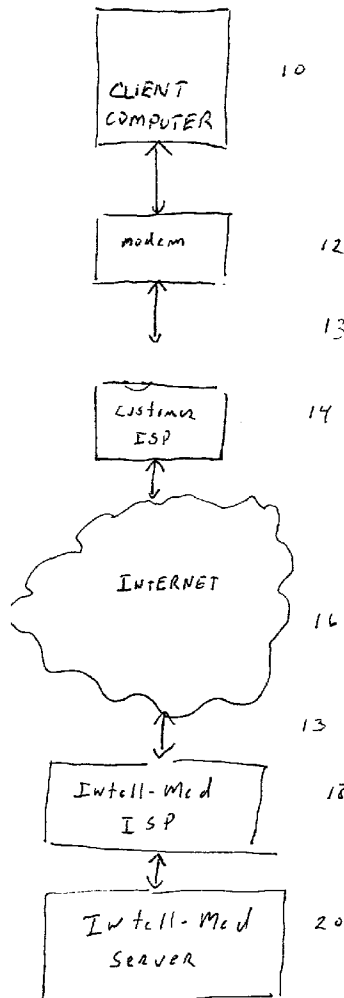 CLIENT
COMPUTER
10
modem
12
13
customer
ISP
14
INTERNET
16
13
Intell-Med
ISP
18
Intell-Med
Server
20